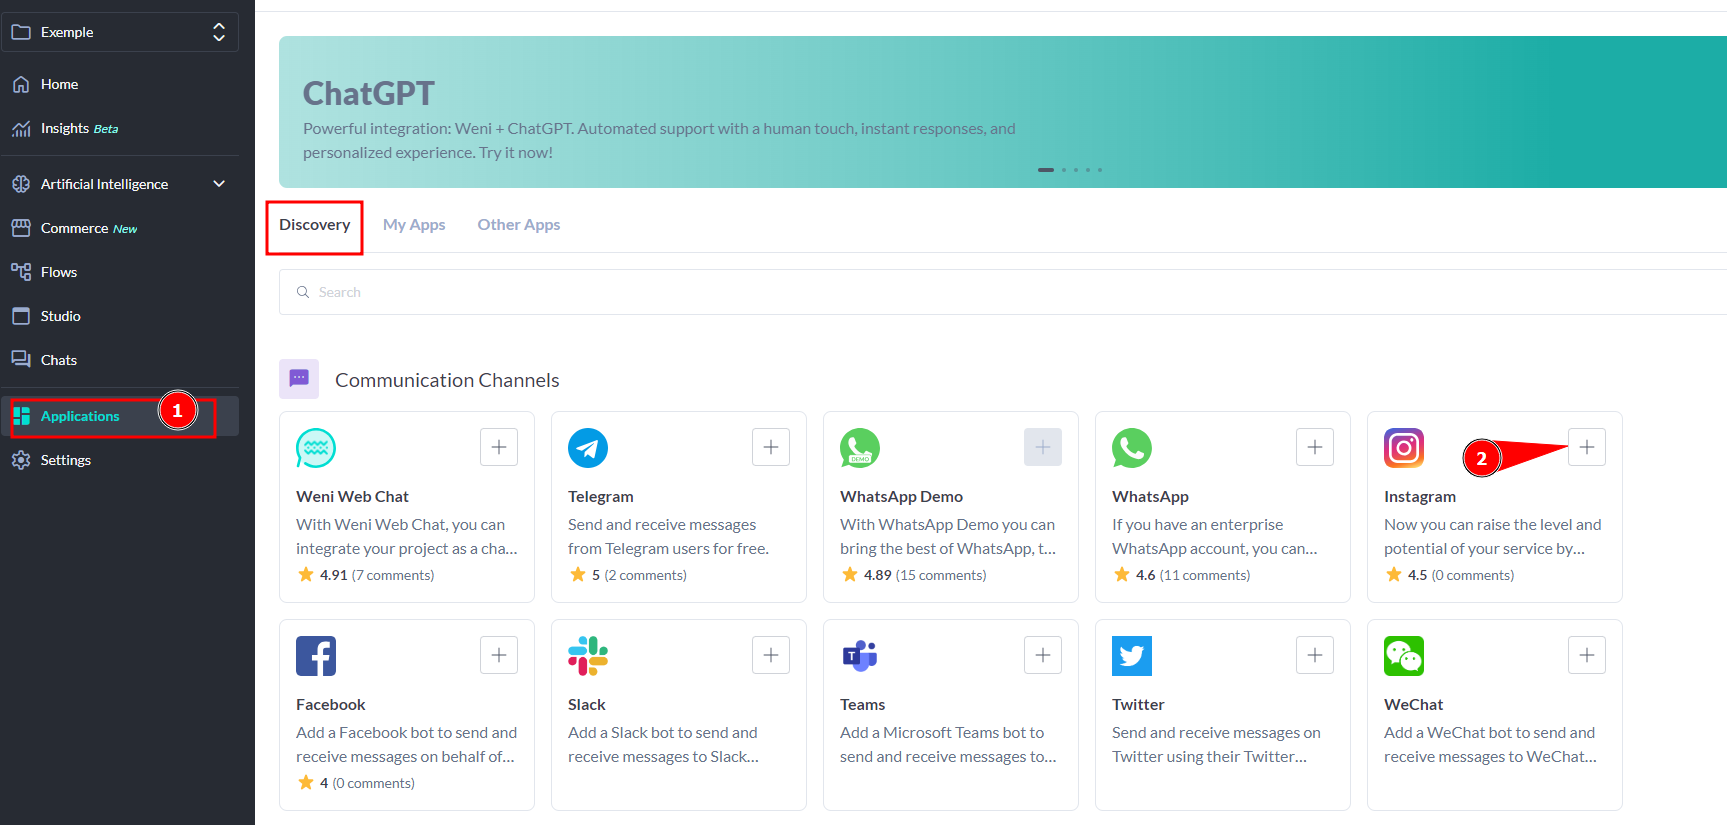 Exemple
Home
Insights Beta
Artificial Intelligence
Commerce New
Flows
Studio
Chats
Applications
1
Settings
ChatGPT
Powerful integration: Weni + ChatGPT. Automated support with a human touch, instant responses, and
personalized experience. Try it now!
Discovery My Apps Other Apps
Search
Communication Channels
Weni Web Chat
With Weni Web Chat, you can
integrate your project as a cha...
4.91 (7 comments)
Telegram
Send and receive messages
from Telegram users for free.
5 (2 comments)
DEMO
WhatsApp Demo
With WhatsApp Demo you can
bring the best of WhatsApp, t...
4.89 (15 comments)
WhatsApp
If you have an enterprise
WhatsApp account, you can...
4.6 (11 comments)
2
Instagram
Now you can raise the level and
potential of your service by...
4.5 (0 comments)
Facebook
Add a Facebook bot to send and
receive messages on behalf of...
4 (0 comments)
Slack
Add a Slack bot to send and
receive messages to Slack...
T
Teams
Add a Microsoft Teams bot to
send and receive messages to...
Twitter
Send and receive messages on
Twitter using their Twitter...
WeChat
Add a WeChat bot to send and
receive messages to WeChat...